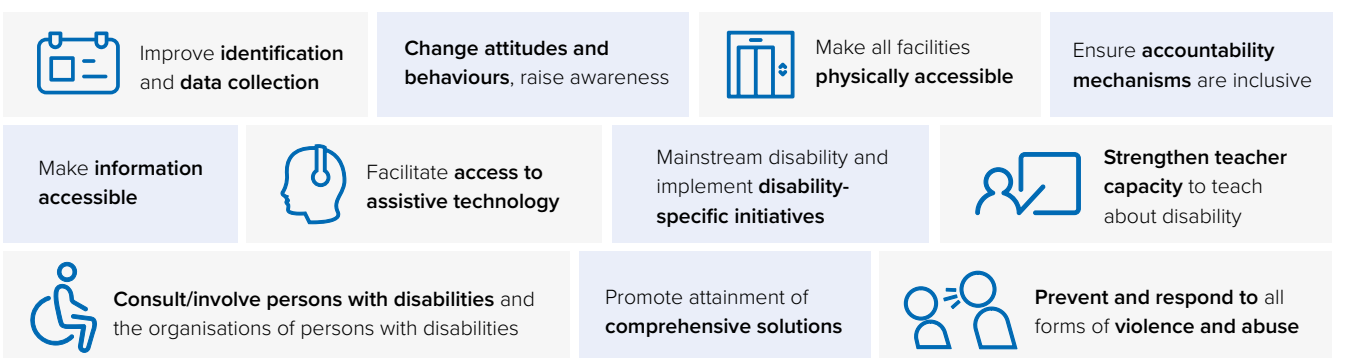 Improve identification
and data collection
Change attitudes and
behaviours, raise awareness
Make all facilities
physically accessible
Ensure accountability
mechanisms are inclusive
Make information
accessible
Facilitate access to
assistive technology
Mainstream disability and
implement disability-
specific initiatives
Strengthen teacher
capacity to teach
about disability
Consult/involve persons with disabilities and
the organisations of persons with disabilities
Promote attainment of
comprehensive solutions
Prevent and respond to all
forms of violence and abuse